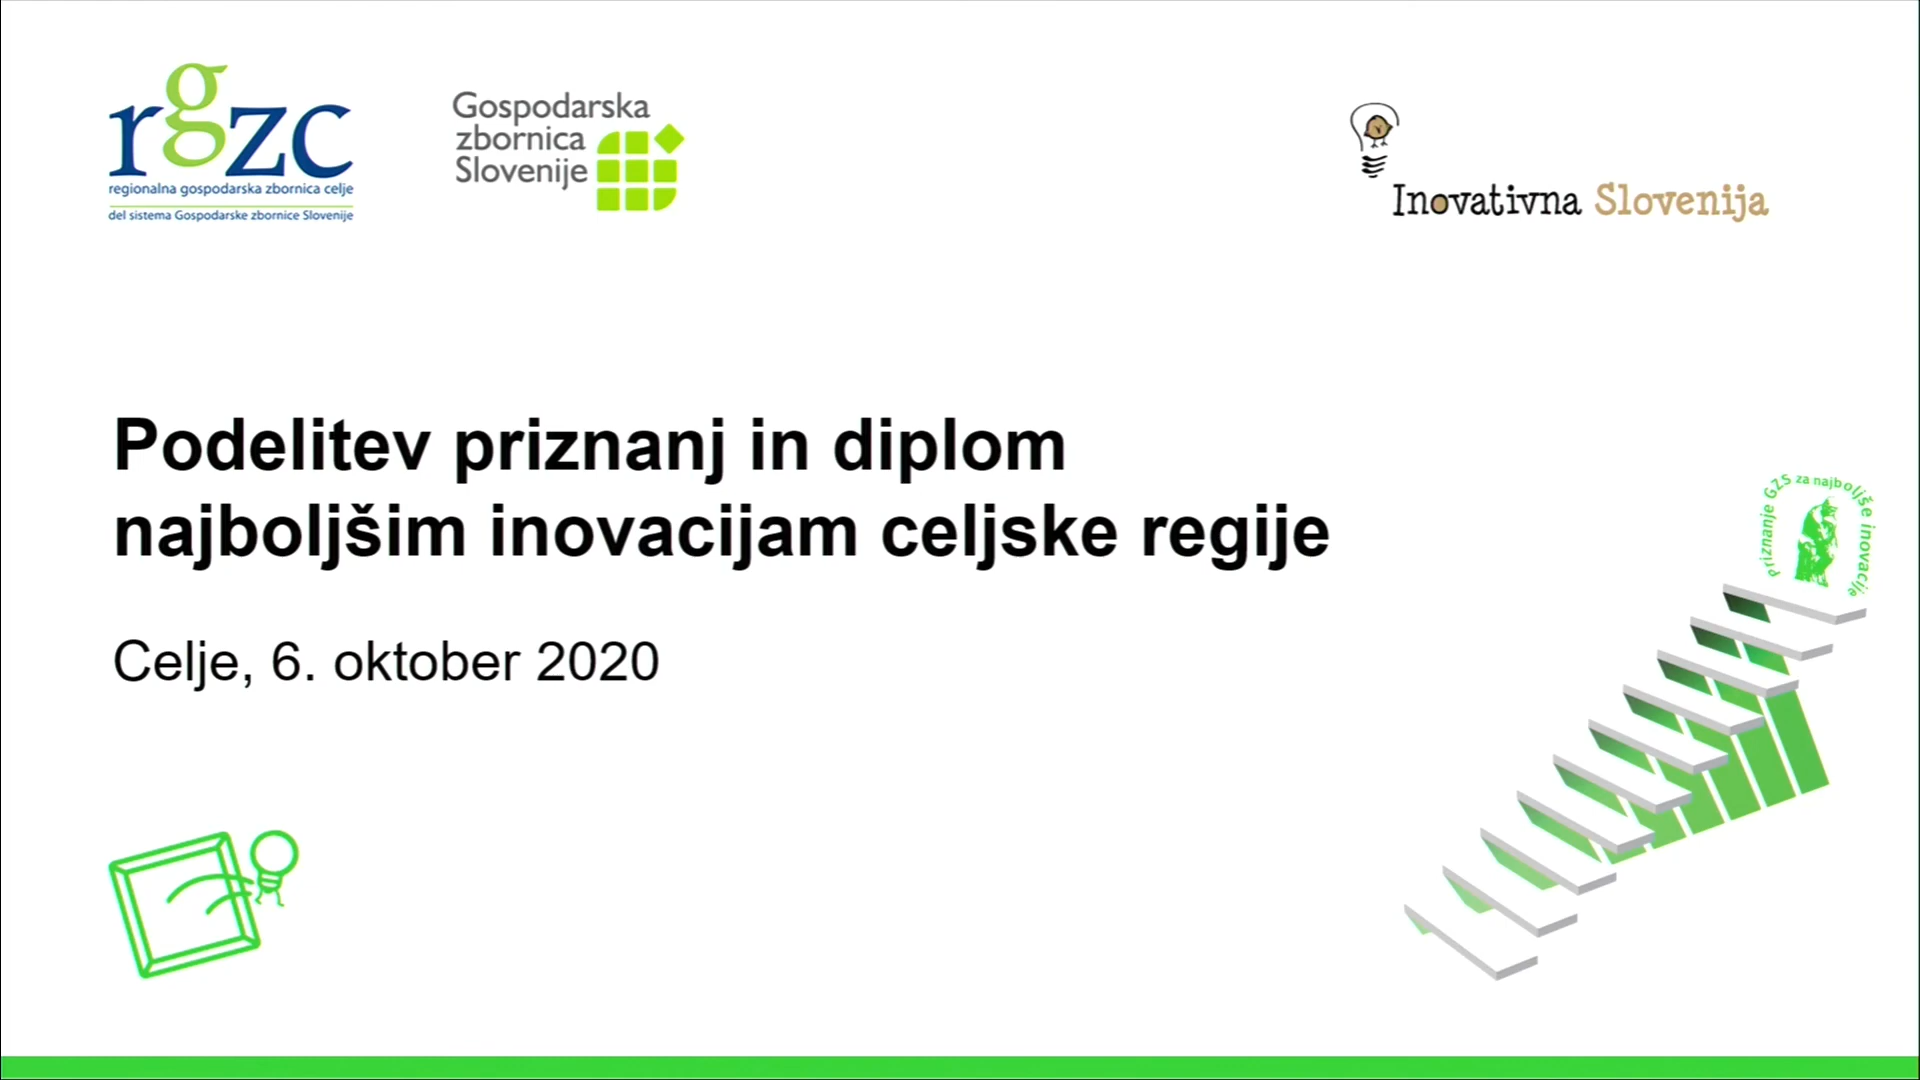 rgzc
regionalna gospodarska zbornica celje
del sistema Gospodarske zbornice Slovenije
Gospodarska
zbornica
Slovenije
Inovativna Slovenija
Podelitev priznanj in diplom
najboljšim inovacijam celjske regije
Celje, 6. oktober 2020
Priznanje GZS za najboljše inovacije